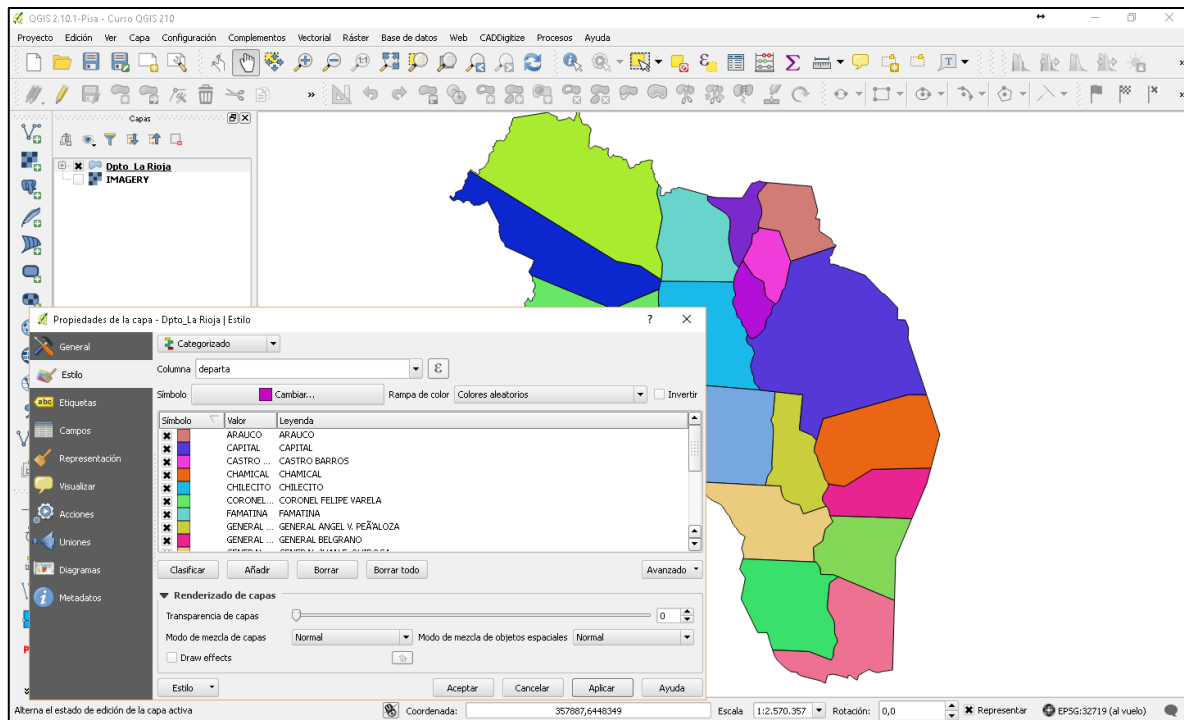 QGIS 2.10.1-Pisa - Curso QGIS 210
Proyecto Edición Ver Capa Configuración Complementos Vectorial Ráster Base de datos Web CADDigitize Procesos Ayuda
Capas
Dpto_La Rioja
IMAGERY
Propiedades de la capa - Dpto_La Rioja | Estilo
General
Estilo
Etiquetas
Campos
Representación
Visualizar
Acciones
Uniones
Diagramas
Metadatos
Categorizado
Columna departa
Símbolo Cambiar... Rampa de color Colores aleatorios Invertir
Símbolo Valor Leyenda
ARAUCO ARAUCO
CAPITAL CAPITAL
CASTRO ... CASTRO BARROS
CHAMICAL CHAMICAL
CHILECITO CHILECITO
CORONEL... CORONEL FELIPE VARELA
FAMATINA FAMATINA
GENERAL ... GENERAL ANGEL V. PEÃ‘ALOZA
GENERAL ... GENERAL BELGRANO
Clasificar Añadir Borrar Borrar todo Avanzado
Renderizado de capas
Transparencia de capas 0
Modo de mezcla de capas Normal Modo de mezcla de objetos espaciales Normal
Draw effects
Estilo Aceptar Cancelar Aplicar Ayuda
Alterna el estado de edición de la capa activa Coordenada: 357887,6448349 Escala 1:2.570.357 Rotación: 0,0 Representar EPSG:32719 (al vuelo)